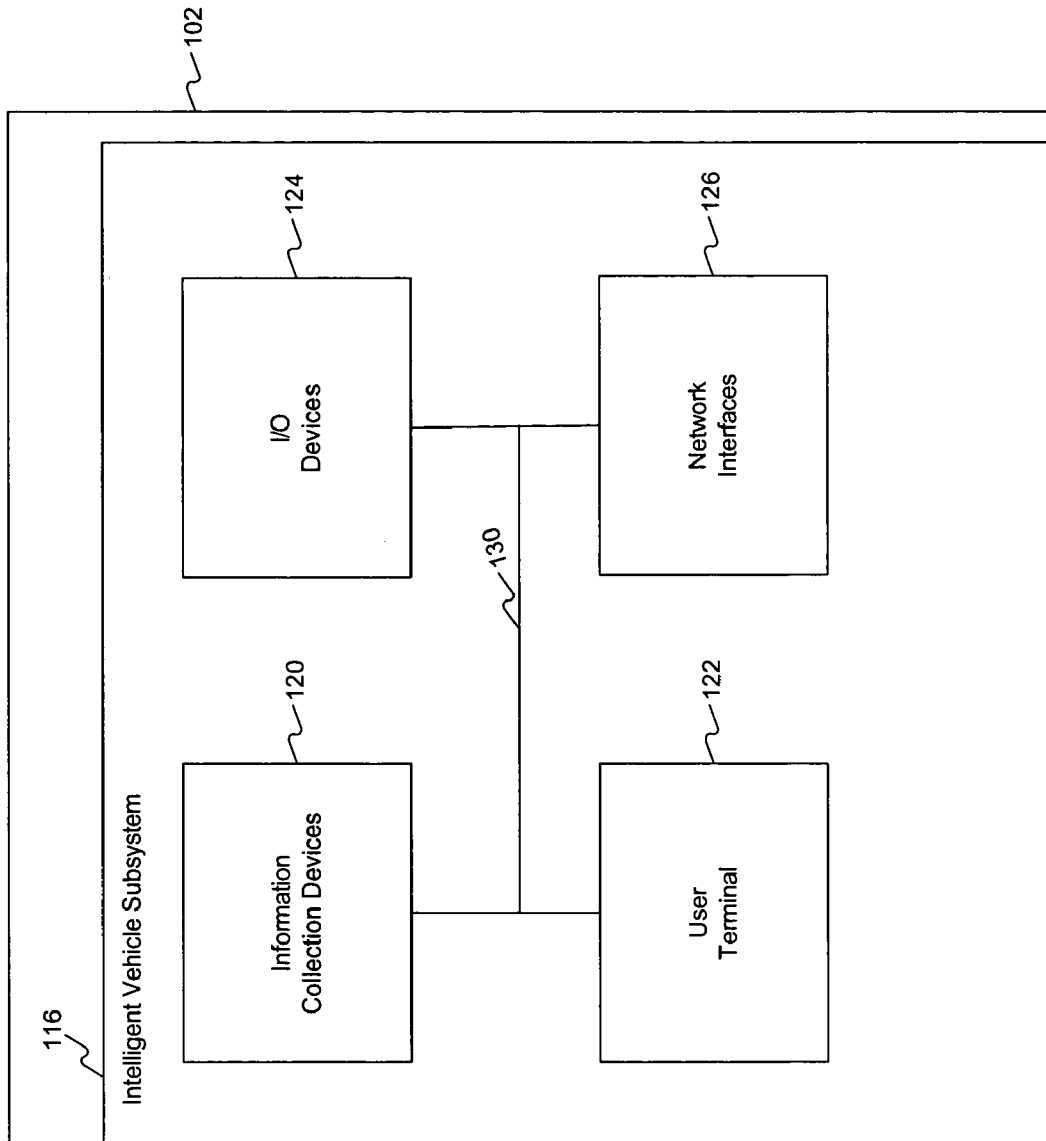 102
116
Intelligent Vehicle Subsystem
120
Information
Collection Devices
124
I/O
Devices
130
122
User
Terminal
126
Network
Interfaces